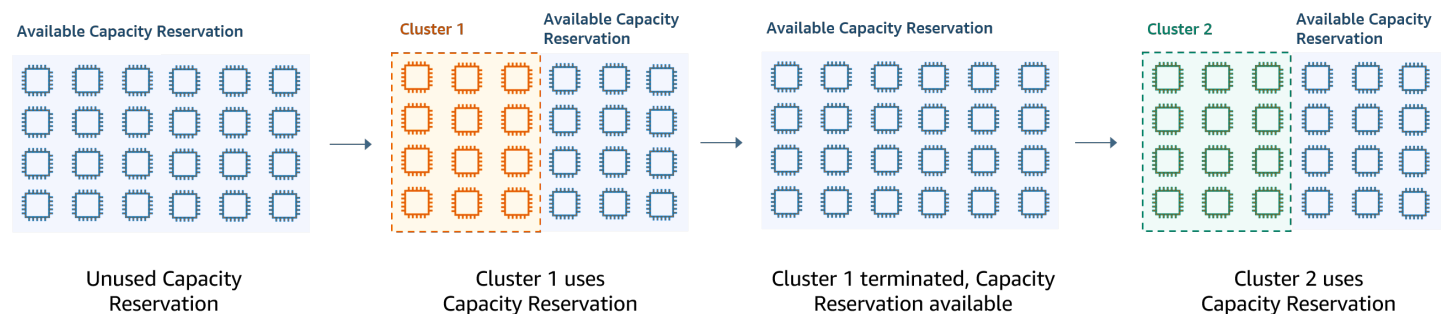 Available Capacity Reservation
Cluster 1
Available Capacity
Reservation
Available Capacity Reservation
Cluster 2
Available Capacity
Reservation
Unused Capacity
Reservation
Cluster 1 uses
Capacity Reservation
Cluster 1 terminated, Capacity
Reservation available
Cluster 2 uses
Capacity Reservation